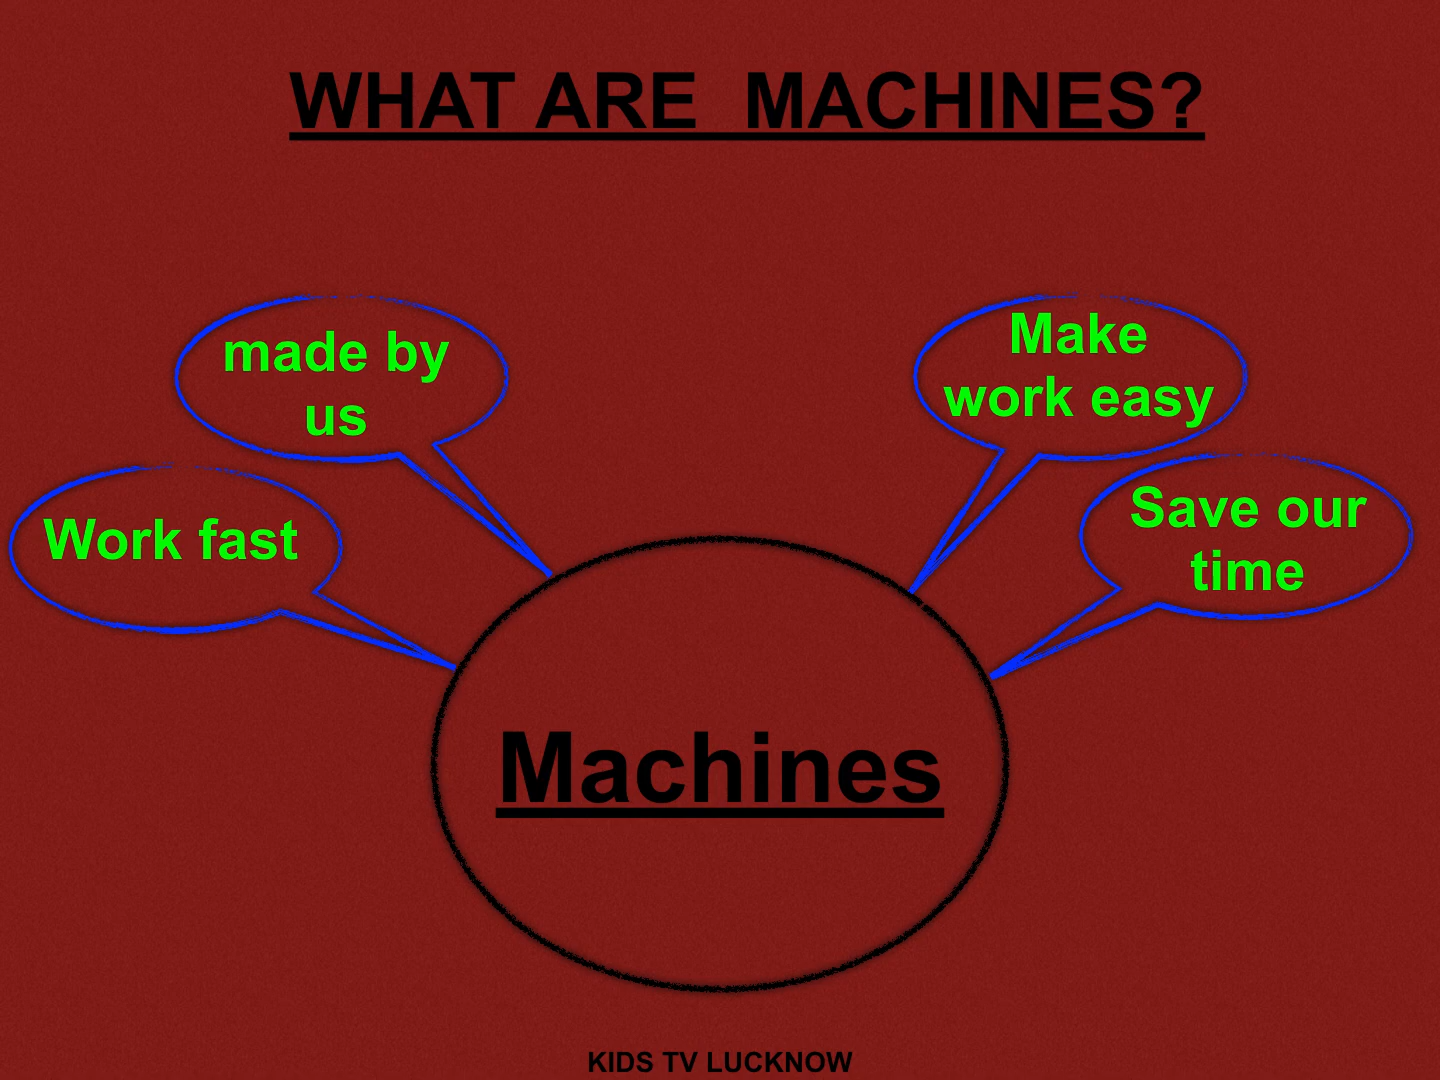 WHAT ARE  MACHINES?
made by
us
Make
work easy
Work fast
Save our
time
Machines
KIDS TV LUCKNOW